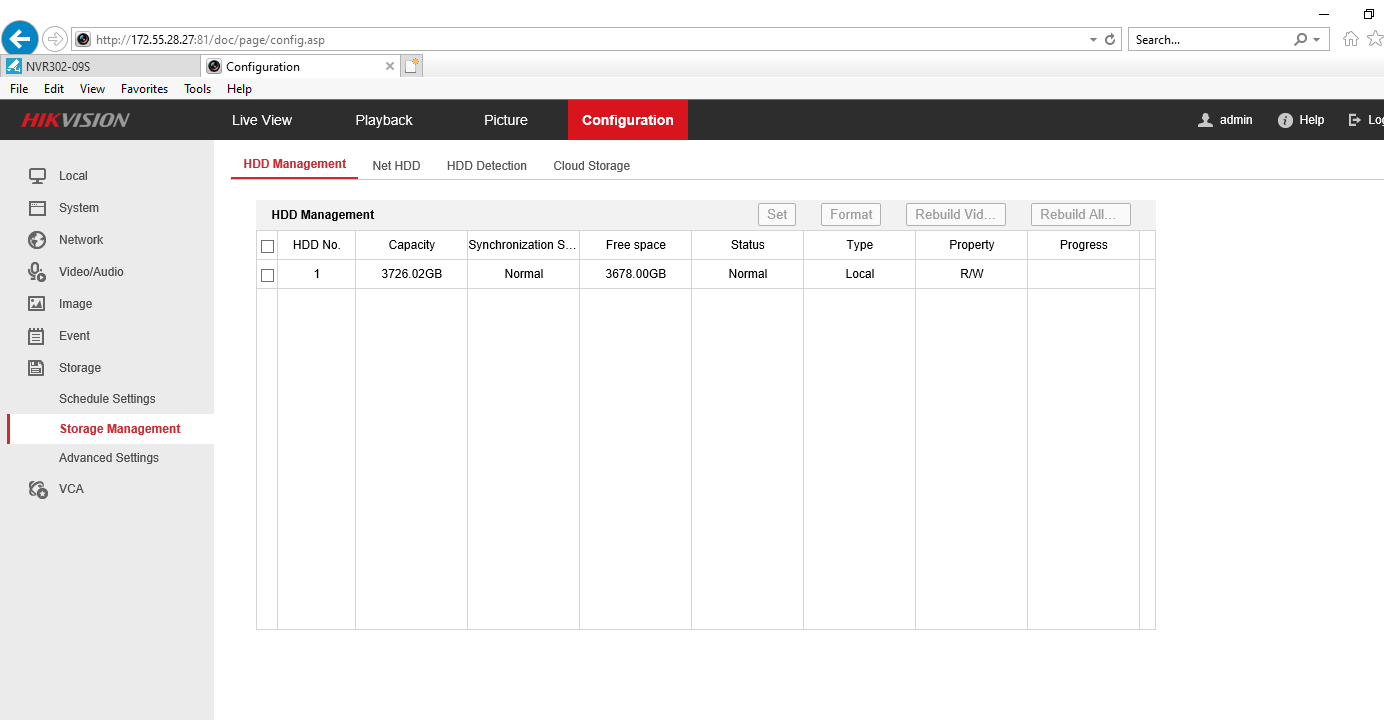 http://172.55.28.27:81/doc/page/config.asp
Search...
NVR302-09S
Configuration
File Edit View Favorites Tools Help
HIKVISION Live View Playback Picture Configuration admin Help Log
HDD Management Net HDD HDD Detection Cloud Storage
Local
System
Network
Video/Audio
Image
Event
Storage
Schedule Settings
Storage Management
Advanced Settings
VCA
HDD Management Set Format Rebuild Vid... Rebuild All...
HDD No. Capacity Synchronization S... Free space Status Type Property Progress
1 3726.02GB Normal 3678.00GB Normal Local R/W